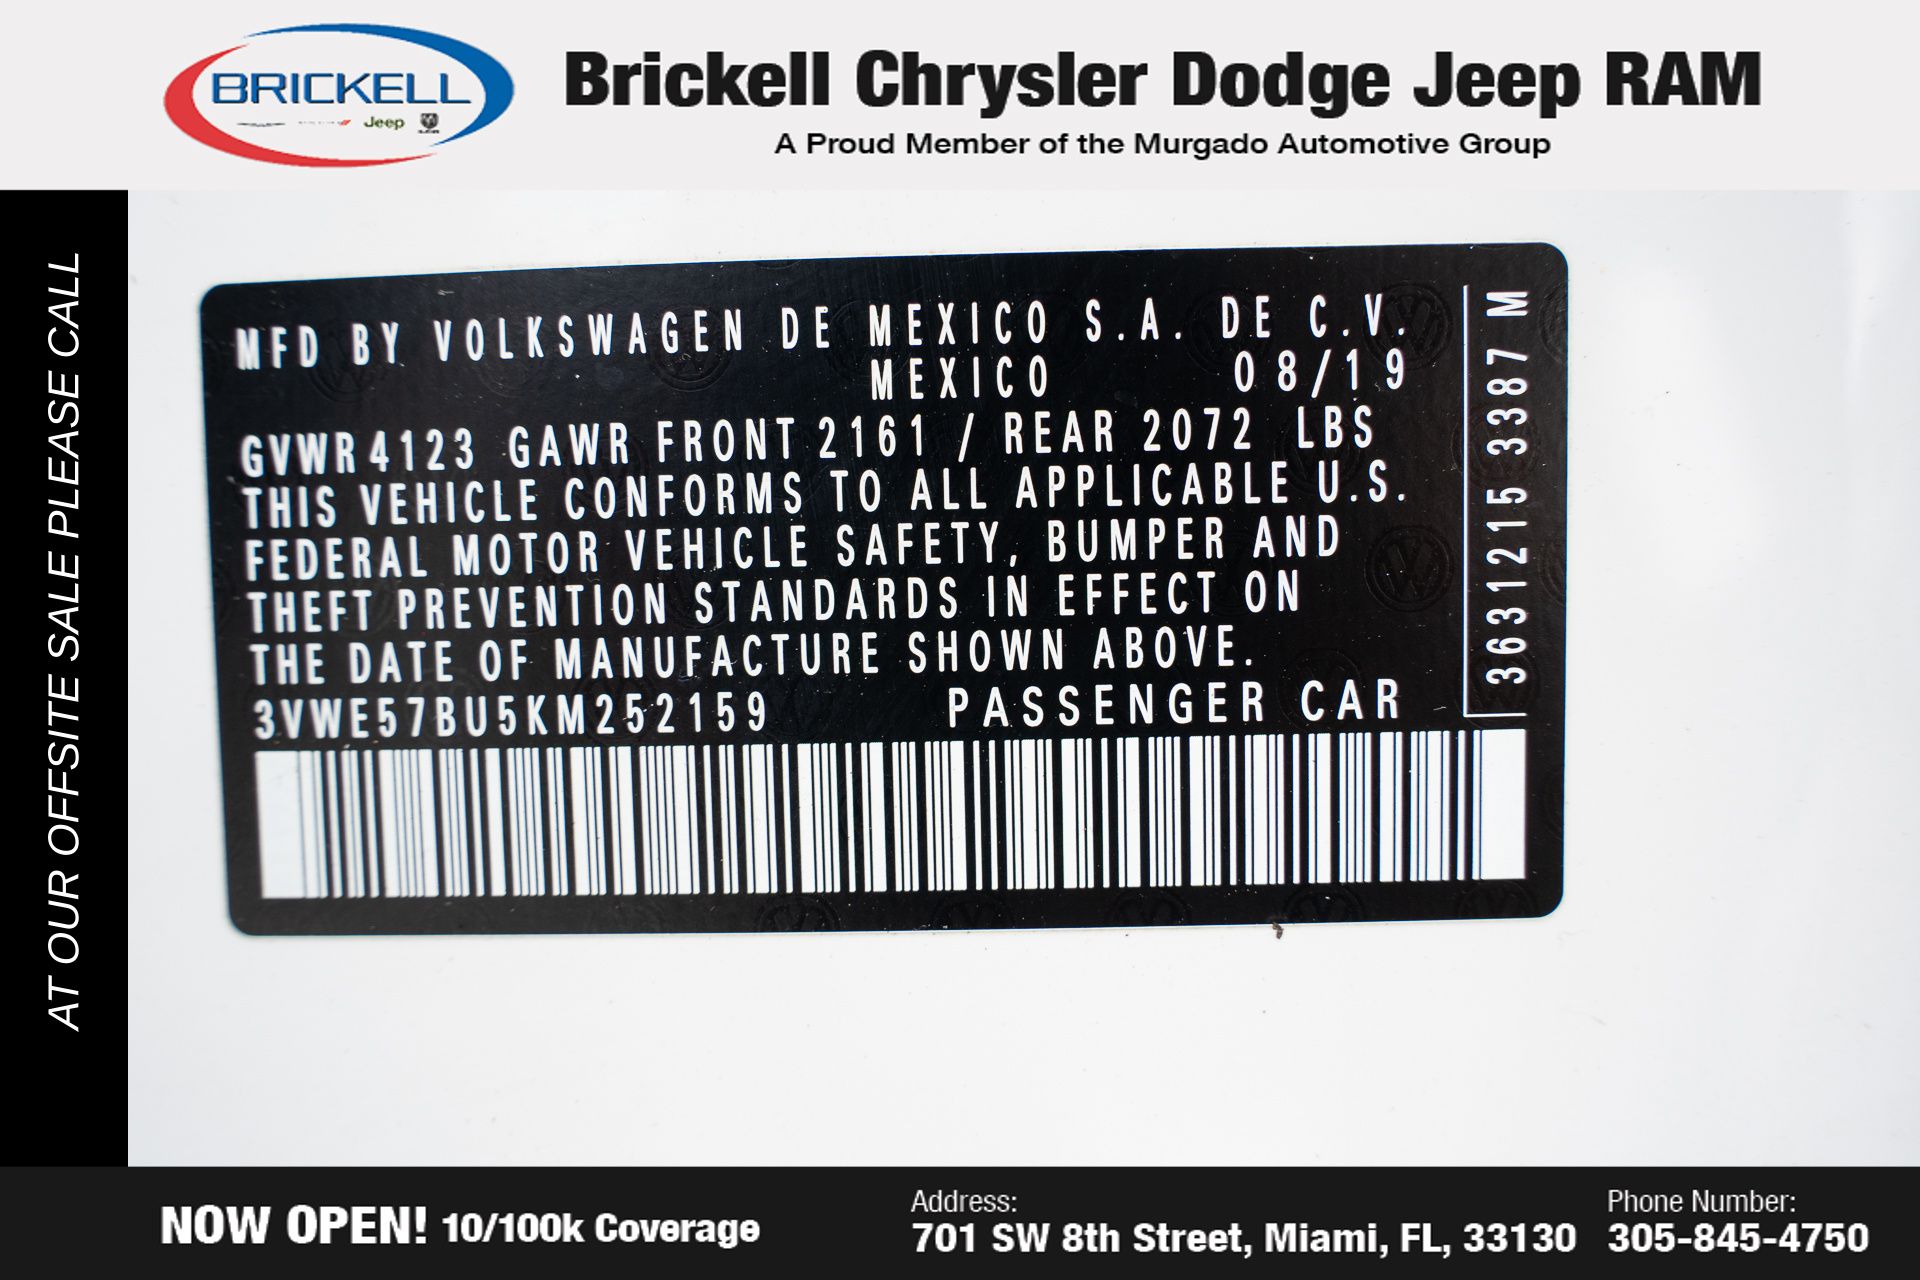 BRICKELL
Jeep
RAM
Brickell Chrysler Dodge Jeep RAM
A Proud Member of the Murgado Automotive Group
AT OUR OFFSITE SALE PLEASE CALL
MFD BY VOLKSWAGEN DE MEXICO S.A. DE C.V.
MEXICO 08/19
GVWR 4123 GAWR FRONT 2161 / REAR 2072 LBS
THIS VEHICLE CONFORMS TO ALL APPLICABLE U.S.
FEDERAL MOTOR VEHICLE SAFETY, BUMPER AND
THEFT PREVENTION STANDARDS IN EFFECT ON
THE DATE OF MANUFACTURE SHOWN ABOVE.
3VWE57BU5KM252159 PASSENGER CAR
3631215 3387 M
NOW OPEN! 10/100k Coverage
Address:
701 SW 8th Street, Miami, FL, 33130
Phone Number:
305-845-4750